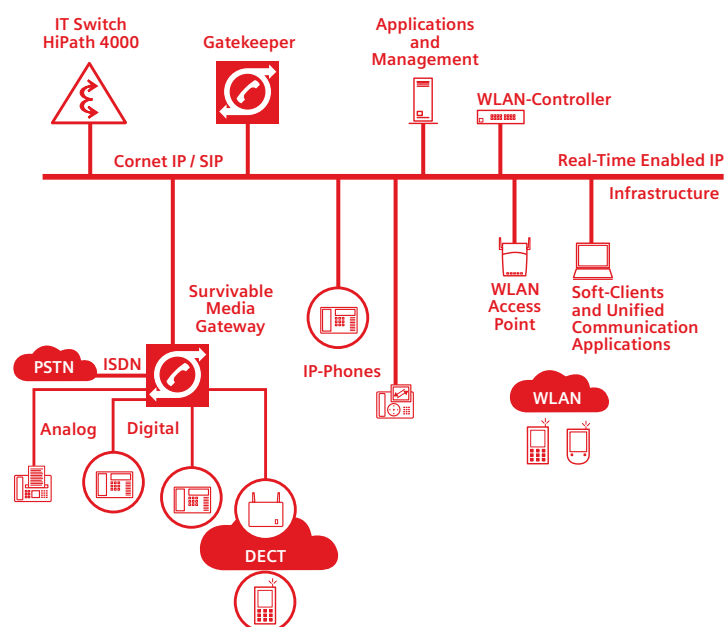 IT Switch
HiPath 4000
Gatekeeper
Applications
and
Management
WLAN-Controller
Cornet IP / SIP
Real-Time Enabled IP
Infrastructure
Survivable
Media
Gateway
WLAN
Access
Point
Soft-Clients
and Unified
Communication
Applications
PSTN
ISDN
IP-Phones
WLAN
Analog
Digital
DECT